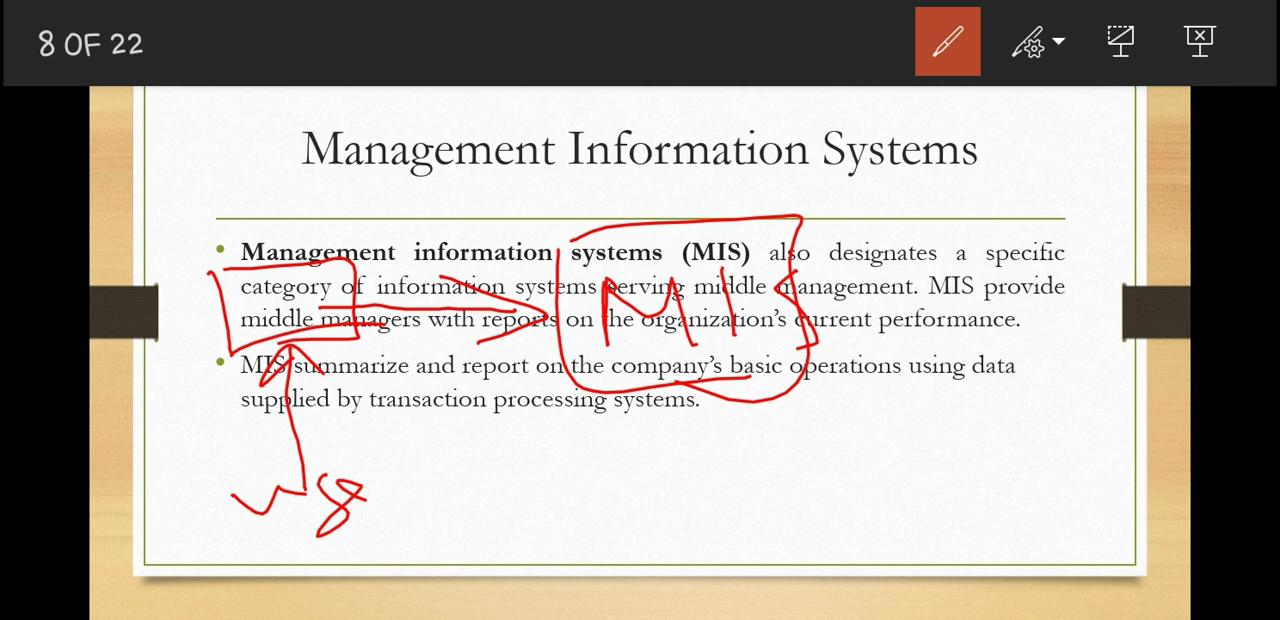 8 OF 22
Management Information Systems
• Management information systems (MIS) also designates a specific
category of information systems serving middle management. MIS provide
middle managers with reports on the organization's current performance.
MIS
• MIS summarize and report on the company's basic operations using data
supplied by transaction processing systems.